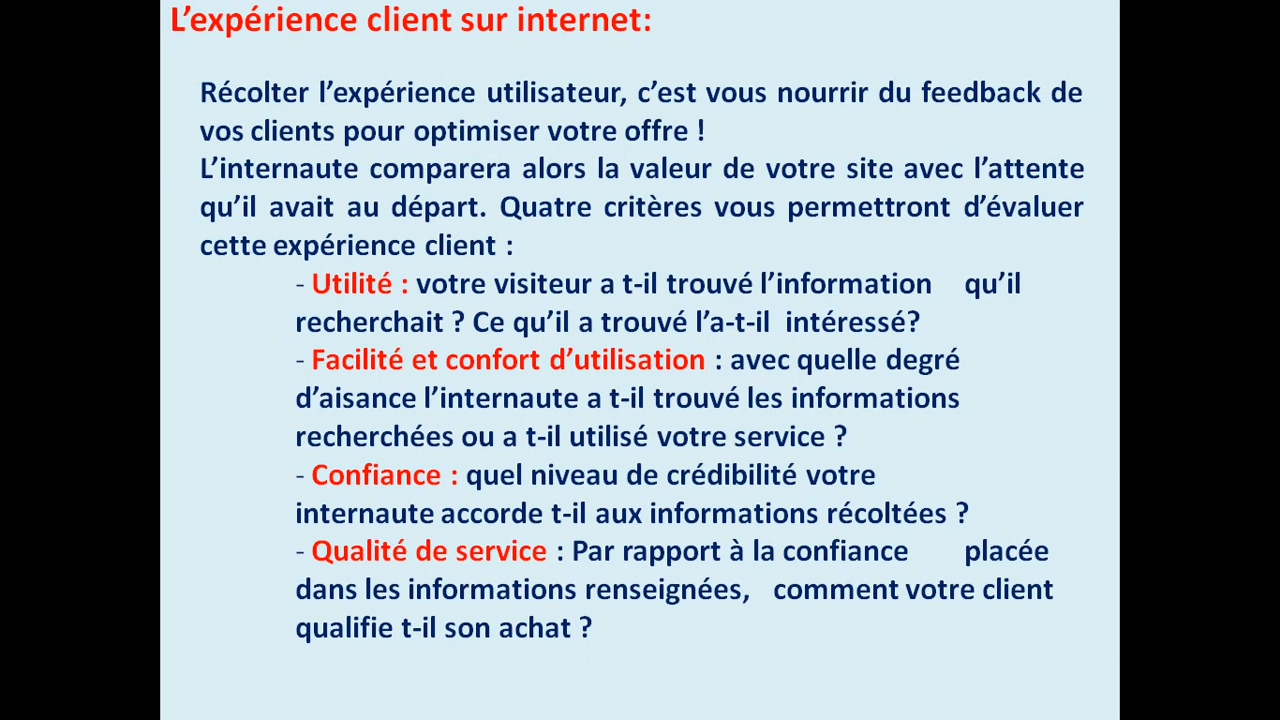 L’expérience client sur internet:
Récolter l’expérience utilisateur, c’est vous nourrir du feedback de
vos clients pour optimiser votre offre !
L’internaute comparera alors la valeur de votre site avec l’attente
qu’il avait au départ. Quatre critères vous permettront d’évaluer
cette expérience client :
- Utilité : votre visiteur a t-il trouvé l’information qu’il
recherchait ? Ce qu’il a trouvé l’a-t-il intéressé?
- Facilité et confort d’utilisation : avec quelle degré
d’aisance l’internaute a t-il trouvé les informations
recherchées ou a t-il utilisé votre service ?
- Confiance : quel niveau de crédibilité votre
internaute accorde t-il aux informations récoltées ?
- Qualité de service : Par rapport à la confiance placée
dans les informations renseignées, comment votre client
qualifie t-il son achat ?